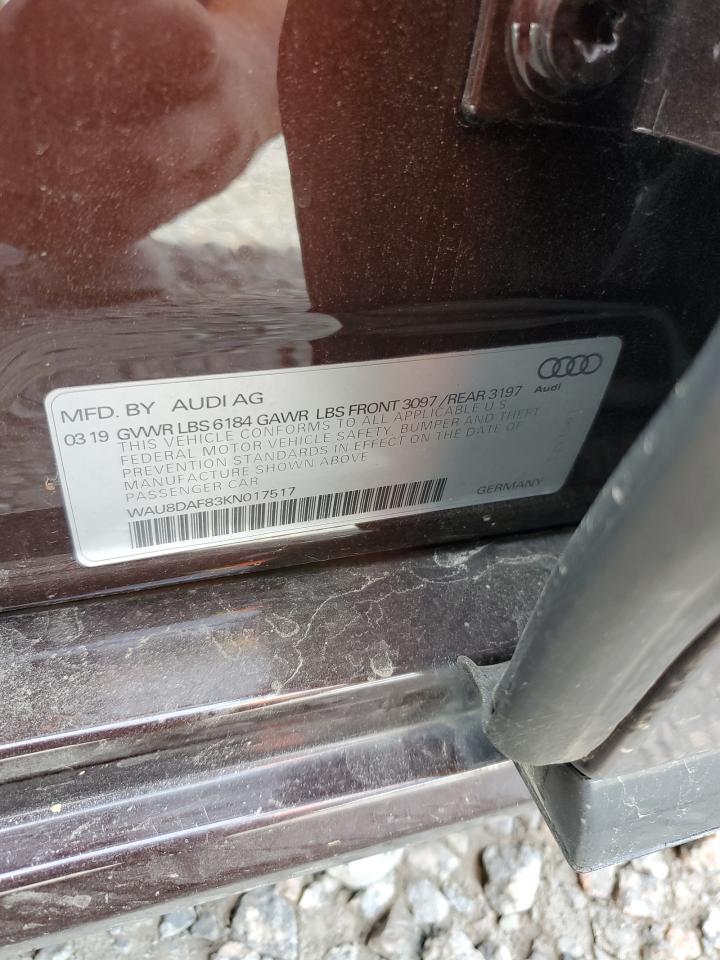 MFD. BY AUDI AG
Audi
03 19 GVWR LBS 6184 GAWR LBS FRONT 3097/REAR 3197
THIS VEHICLE CONFORMS TO ALL APPLICABLE U S
FEDERAL MOTOR VEHICLE SAFETY, BUMPER AND THEFT
PREVENTION STANDARDS IN EFFECT ON THE DATE OF
MANUFACTURE SHOWN ABOVE
PASSENGER CAR
WAU8DAF83KN017517
GERMANY